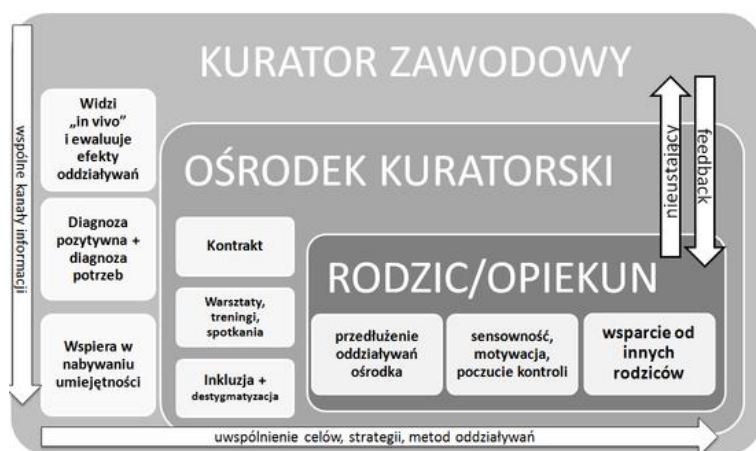 KURATOR ZAWODOWY
wspólne kanały informacji
Widzi
„in vivo”
i ewaluuje
efekty
oddziaływań
Diagnoza
pozytywna +
diagnoza
potrzeb
Wspiera w
nabywaniu
umiejętności
OŚRODEK KURATORSKI
Kontrakt
Warsztaty,
treningi,
spotkania
Inkluzja +
destygmatyzacja
RODZIC/OPIEKUN
przedłużenie
oddziaływań
ośrodka
sensowność,
motywacja,
poczucie kontroli
wsparcie od
innych
rodziców
nieustający
feedback
uwspólnienie celów, strategii, metod oddziaływań